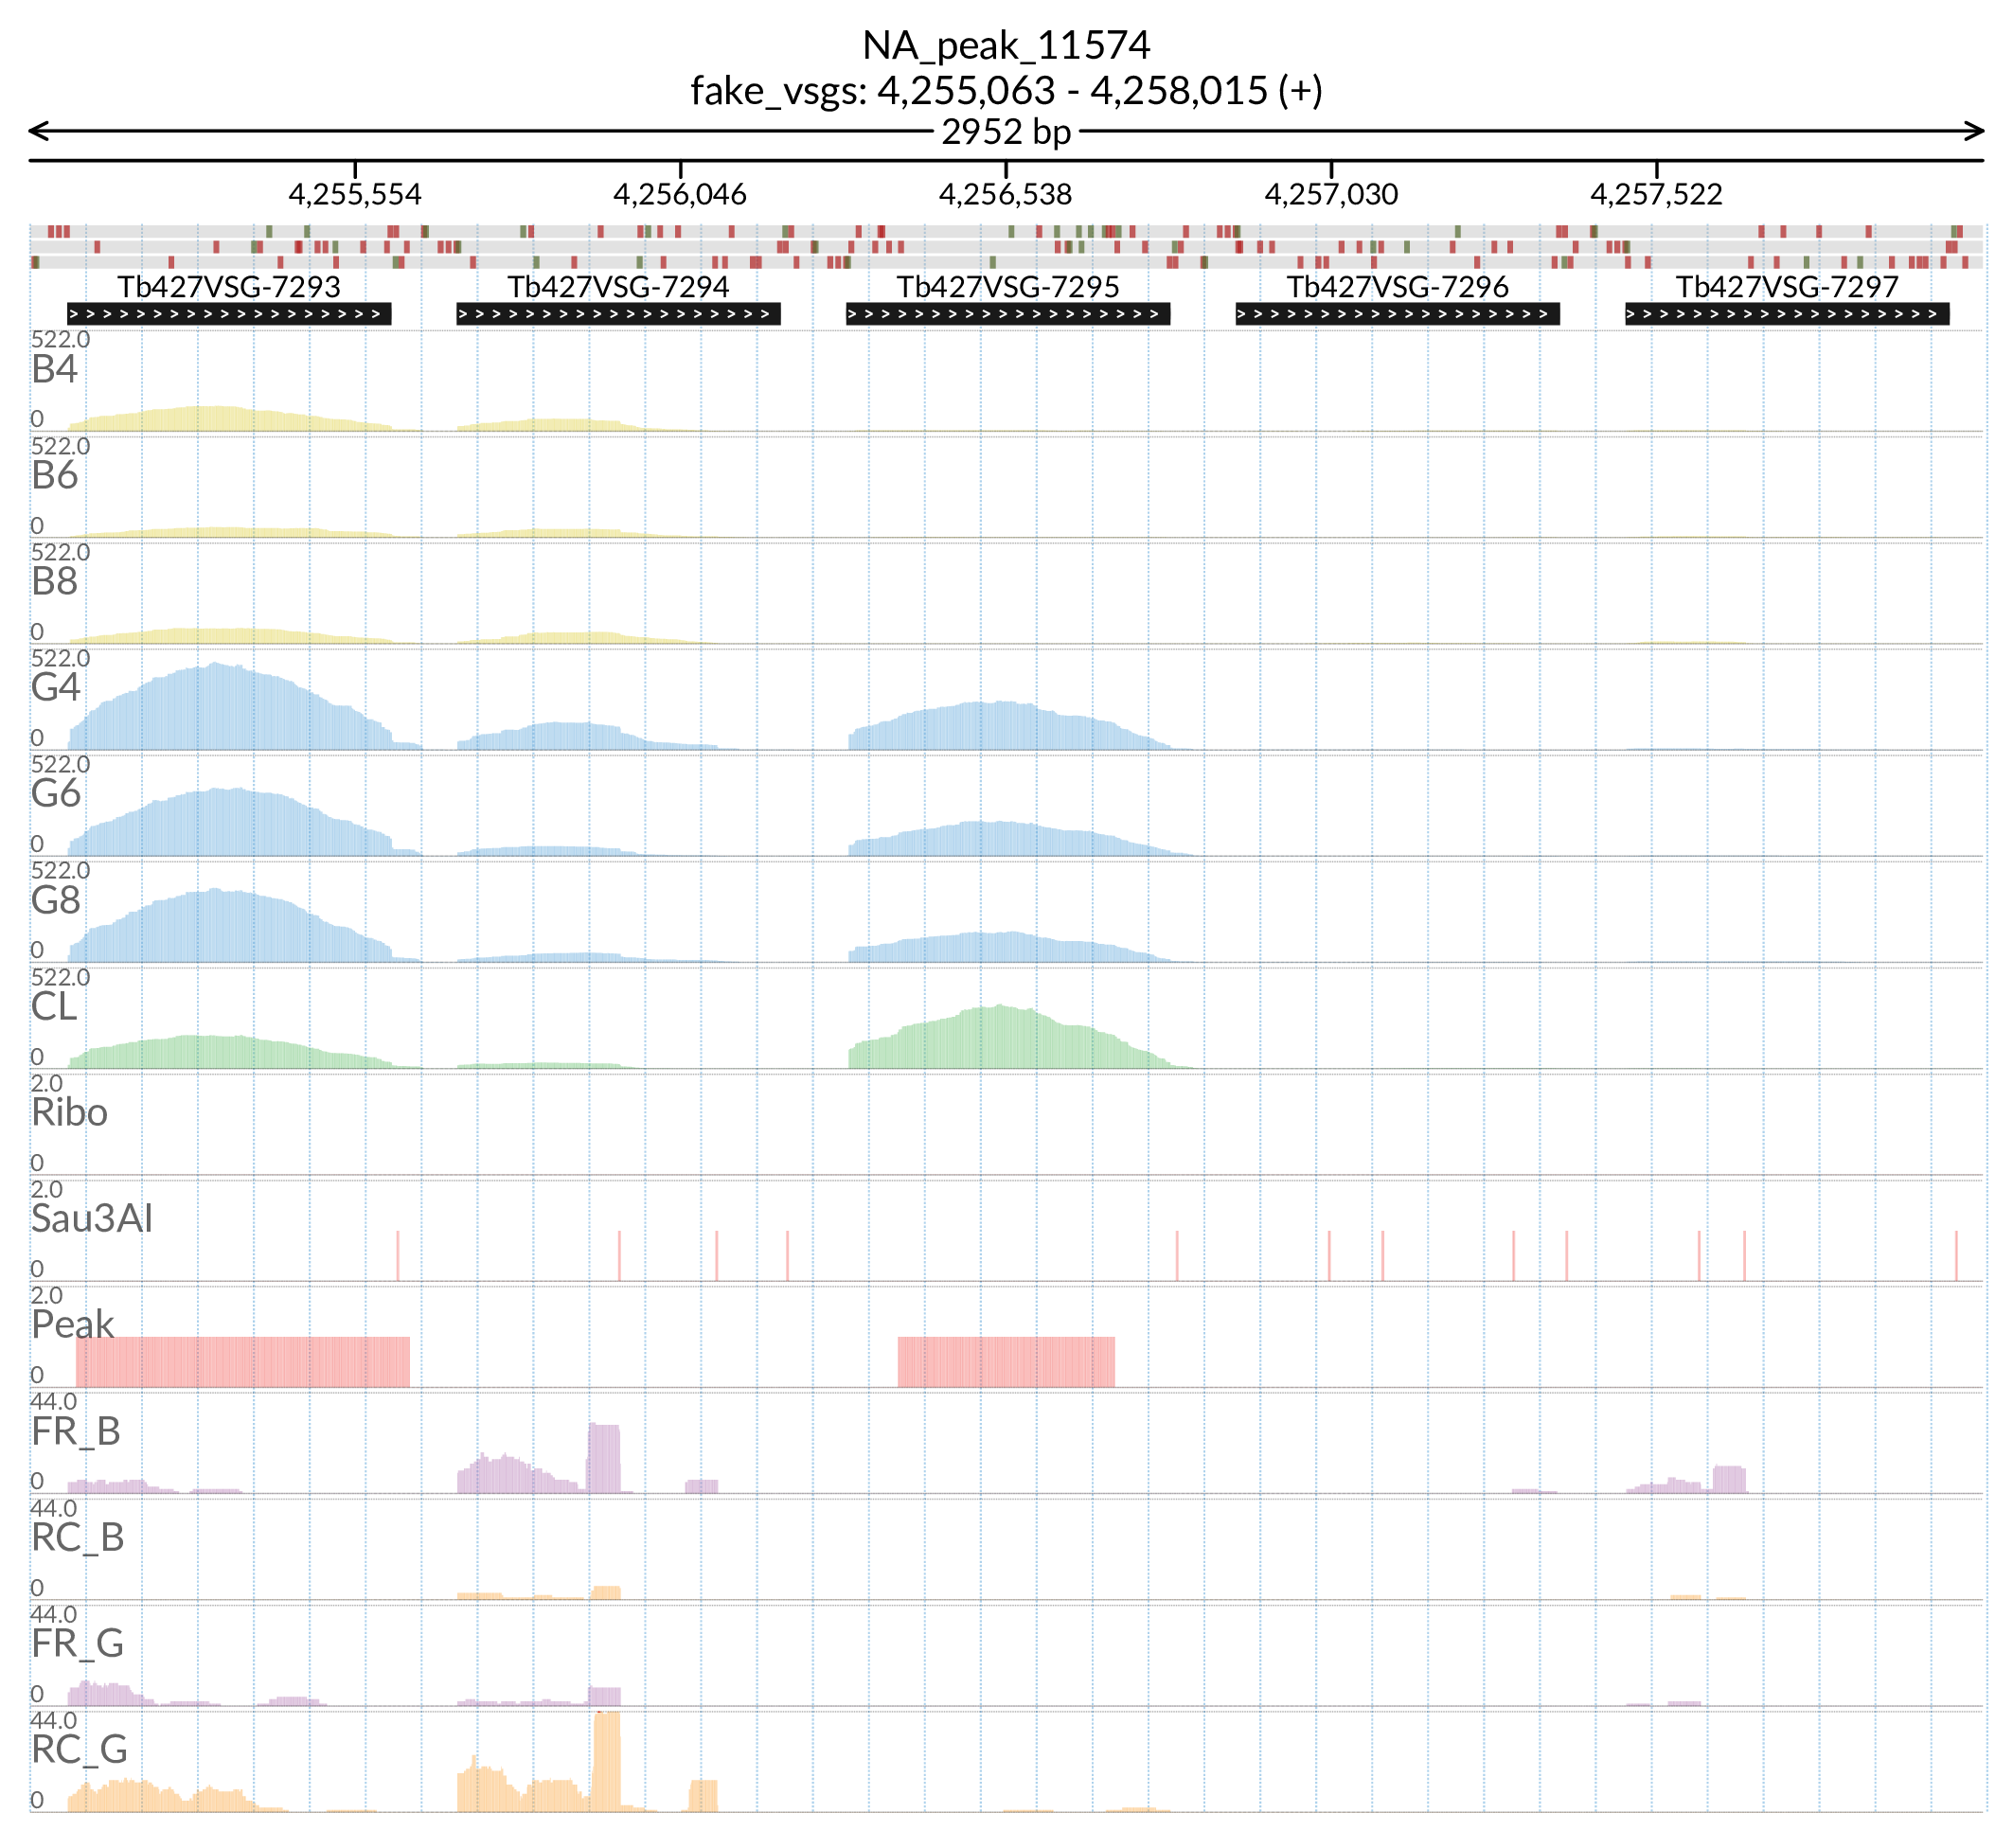 NA_peak_11574
fake_vsgs: 4,255,063 - 4,258,015 (+)
2952 bp
4,255,554 4,256,046 4,256,538 4,257,030 4,257,522
Tb427VSG-7293 Tb427VSG-7294 Tb427VSG-7295 Tb427VSG-7296 Tb427VSG-7297
522.0
B4
0
522.0
B6
0
522.0
B8
0
522.0
G4
0
522.0
G6
0
522.0
G8
0
522.0
CL
0
2.0
Ribo
0
2.0
Sau3AI
0
2.0
Peak
0
44.0
FR_B
0
44.0
RC_B
0
44.0
FR_G
0
44.0
RC_G
0